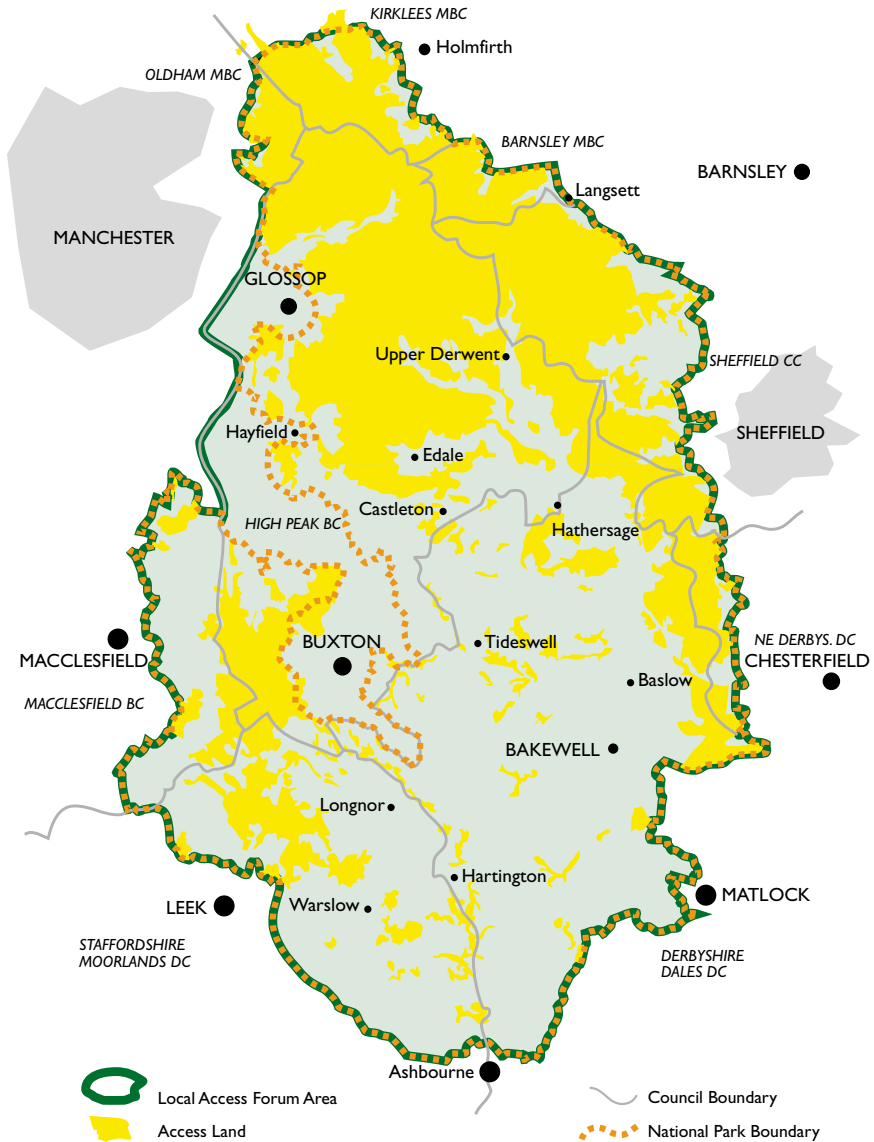 KIRKLEES MBC
Holmfirth
OLDHAM MBC
BARNSLEY MBC
BARNSLEY
Langsett
MANCHESTER
GLOSSOP
Upper Derwent
SHEFFIELD CC
Hayfield
SHEFFIELD
Edale
Castleton
HIGH PEAK BC
Hathersage
BUXTON
Tideswell
NE DERBYS. DC
MACCLESFIELD
CHESTERFIELD
Baslow
MACCLESFIELD BC
BAKEWELL
Longnor
Hartington
MATLOCK
LEEK
Warslow
STAFFORDSHIRE
MOORLANDS DC
DERBYSHIRE
DALES DC
Ashbourne
Local Access Forum Area
Council Boundary
Access Land
National Park Boundary